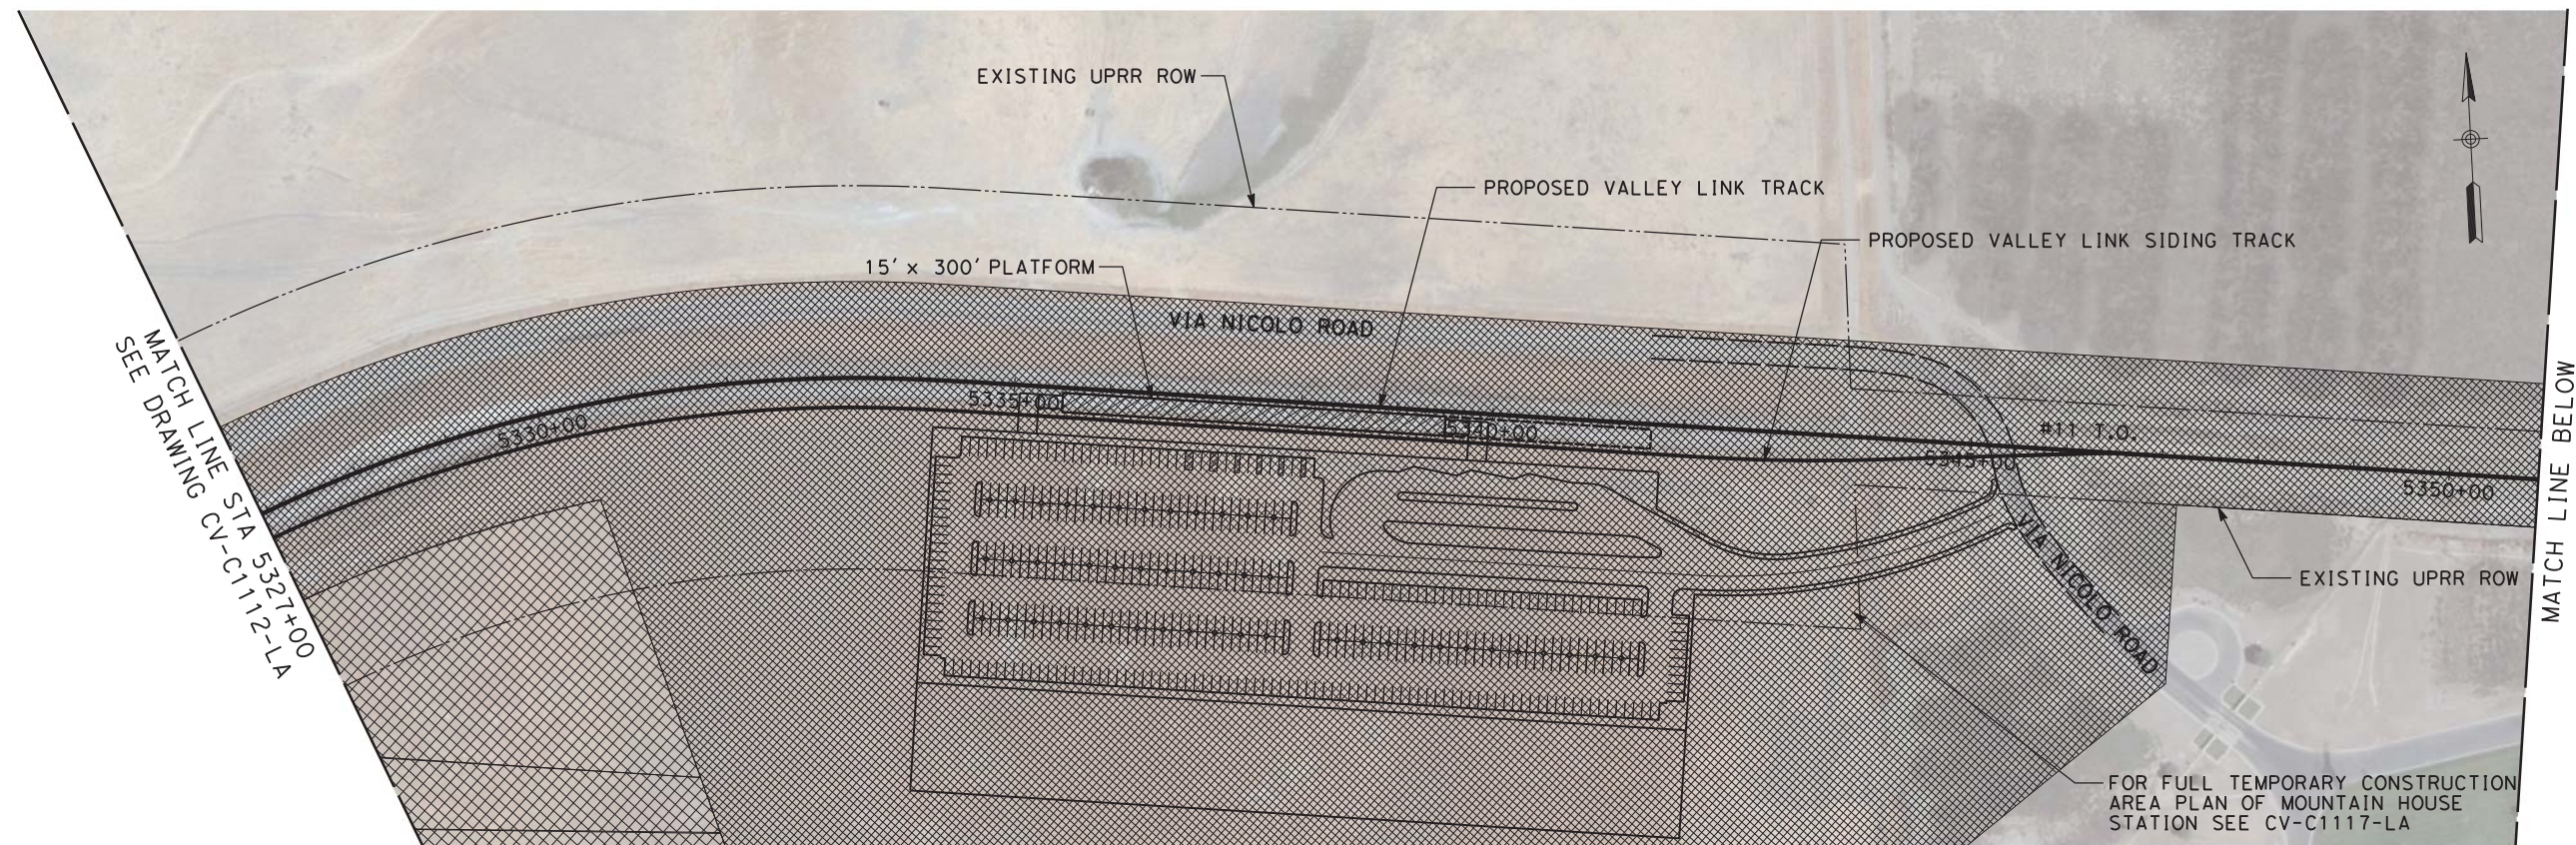 EXISTING UPRR ROW
PROPOSED VALLEY LINK TRACK
PROPOSED VALLEY LINK SIDING TRACK
15' x 300' PLATFORM
VIA NICOLO ROAD
MATCH LINE STA 5327+00
SEE DRAWING CV-C1112-LA
5330+00
5335+00
5340+00
#11 T.O.
5345+00
5350+00
MATCH LINE BELOW
VIA NICOLO ROAD
EXISTING UPRR ROW
FOR FULL TEMPORARY CONSTRUCTION
AREA PLAN OF MOUNTAIN HOUSE
STATION SEE CV-C1117-LA